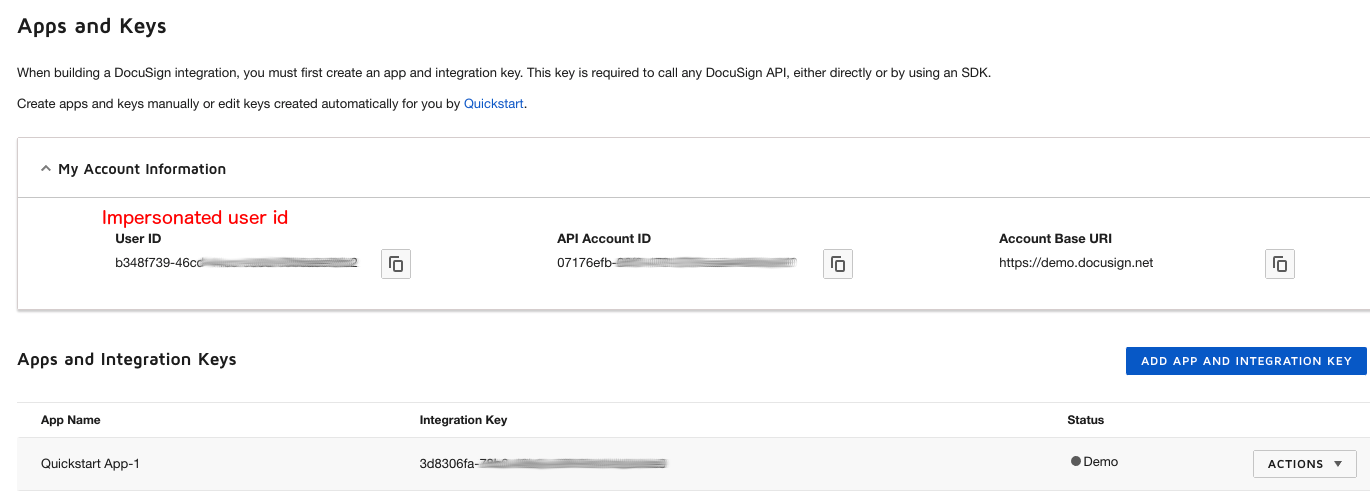 Apps and Keys
When building a DocuSign integration, you must first create an app and integration key. This key is required to call any DocuSign API, either directly or by using an SDK.
Create apps and keys manually or edit keys created automatically for you by Quickstart.
My Account Information
Impersonated user id
User ID
API Account ID
Account Base URI
b348f739-46c
07176efb-
https://demo.docusign.net
Apps and Integration Keys
ADD APP AND INTEGRATION KEY
App Name
Integration Key
Status
Quickstart App-1
3d8306fa-
Demo
ACTIONS